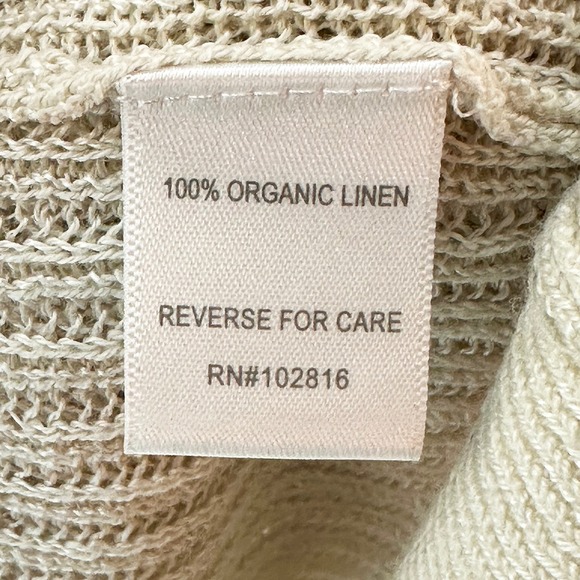 100% ORGANIC LINEN
REVERSE FOR CARE
RN#102816